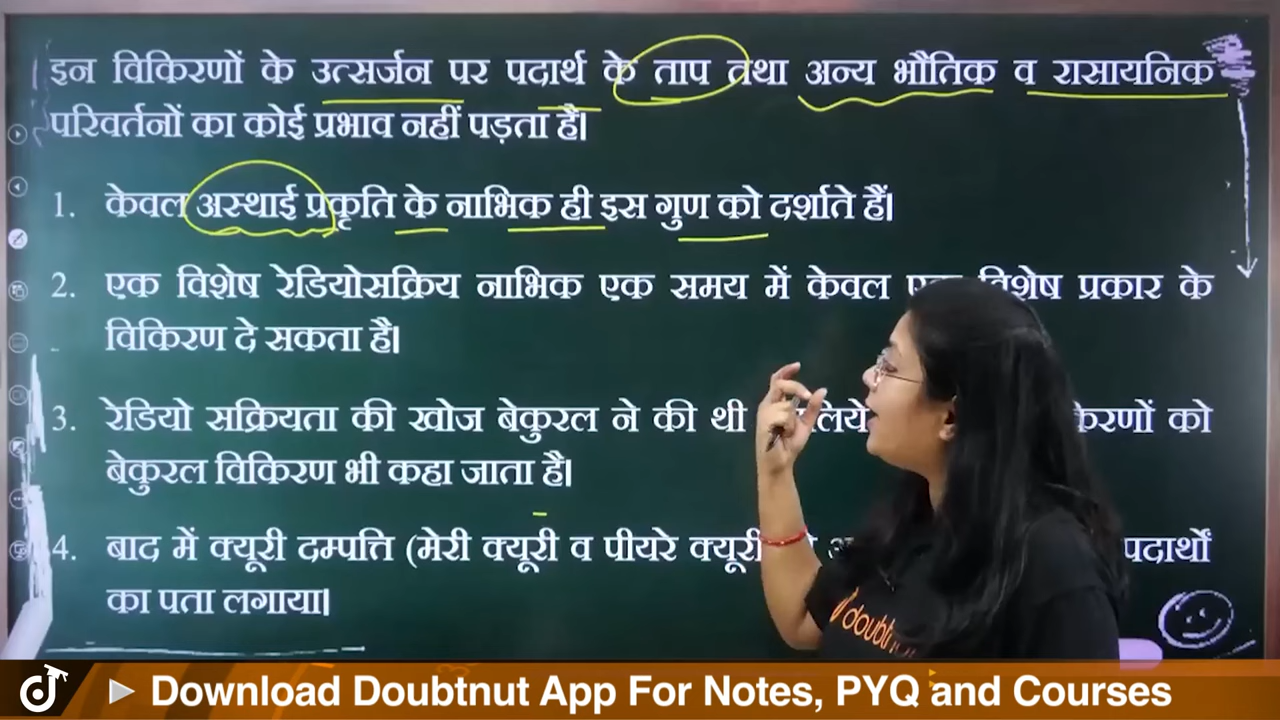 इन विकिरणों के उत्सर्जन पर पदार्थ के ताप तथा अन्य भौतिक व रासायनिक
परिवर्तनों का कोई प्रभाव नहीं पड़ता है।
1. केवल अस्थाई प्रकृति के नाभिक ही इस गुण को दर्शाते हैं।
2. एक विशेष रेडियोसक्रिय नाभिक एक समय में केवल विशेष प्रकार के
विकिरण दे सकता है।
3. रेडियो सक्रियता की खोज बेकुरल ने की थी
बेकुरल विकिरण भी कहा जाता है।
4. बाद में क्यूरी दम्पत्ति (मेरी क्यूरी व पीयरे क्यूरी पदार्थों
का पता लगाया।
Download Doubtnut App For Notes, PYQ and Courses